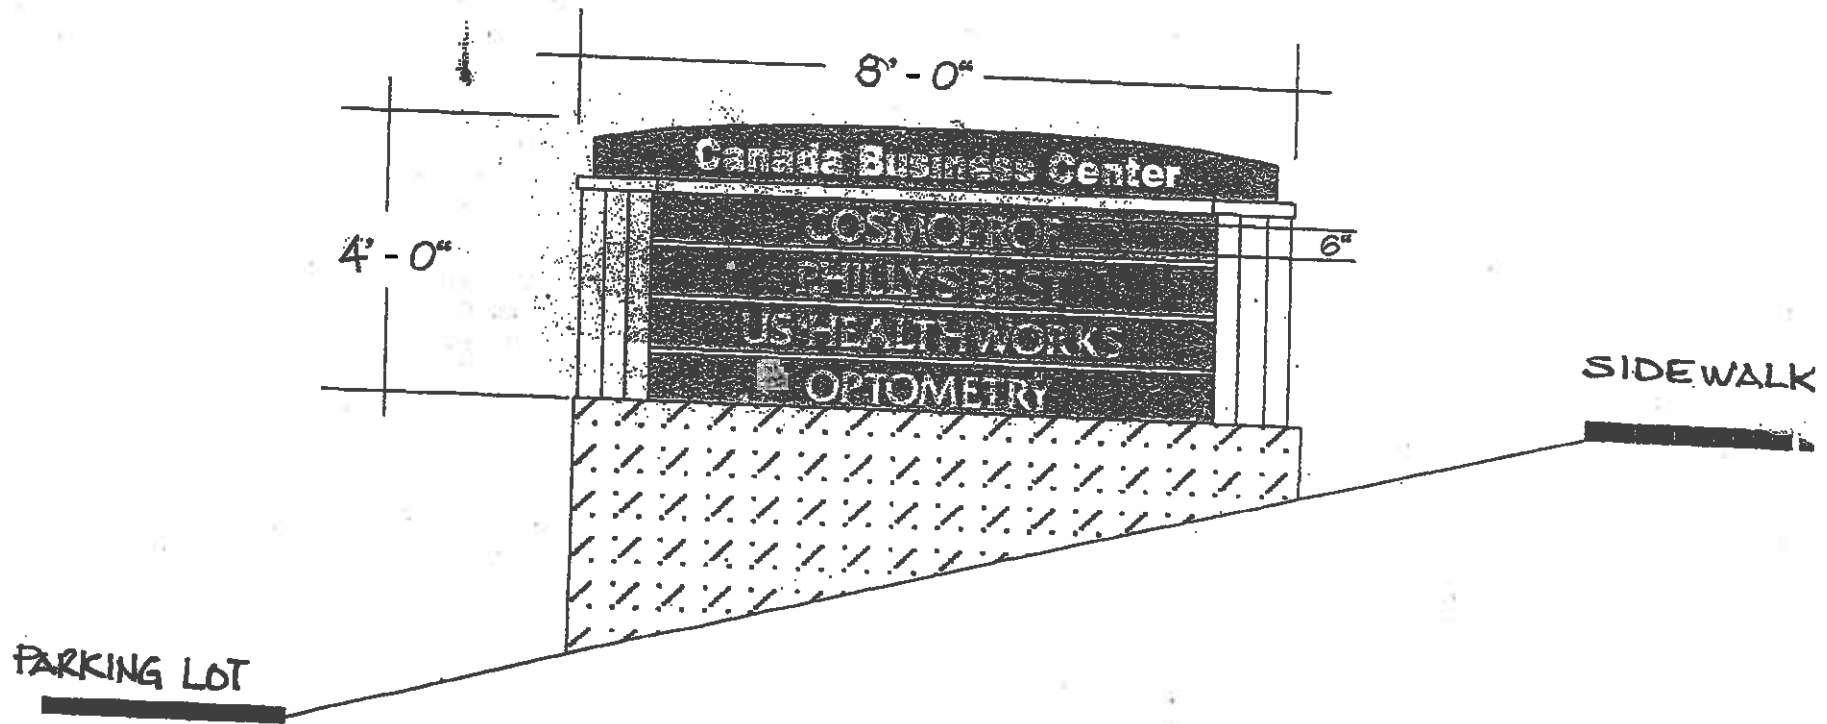 8'-0"
Canada Business Center
4'-0"
COSMOPROF
6"
PHILLY'S BEST
US HEALTHWORKS
OPTOMETRY
SIDEWALK
PARKING LOT